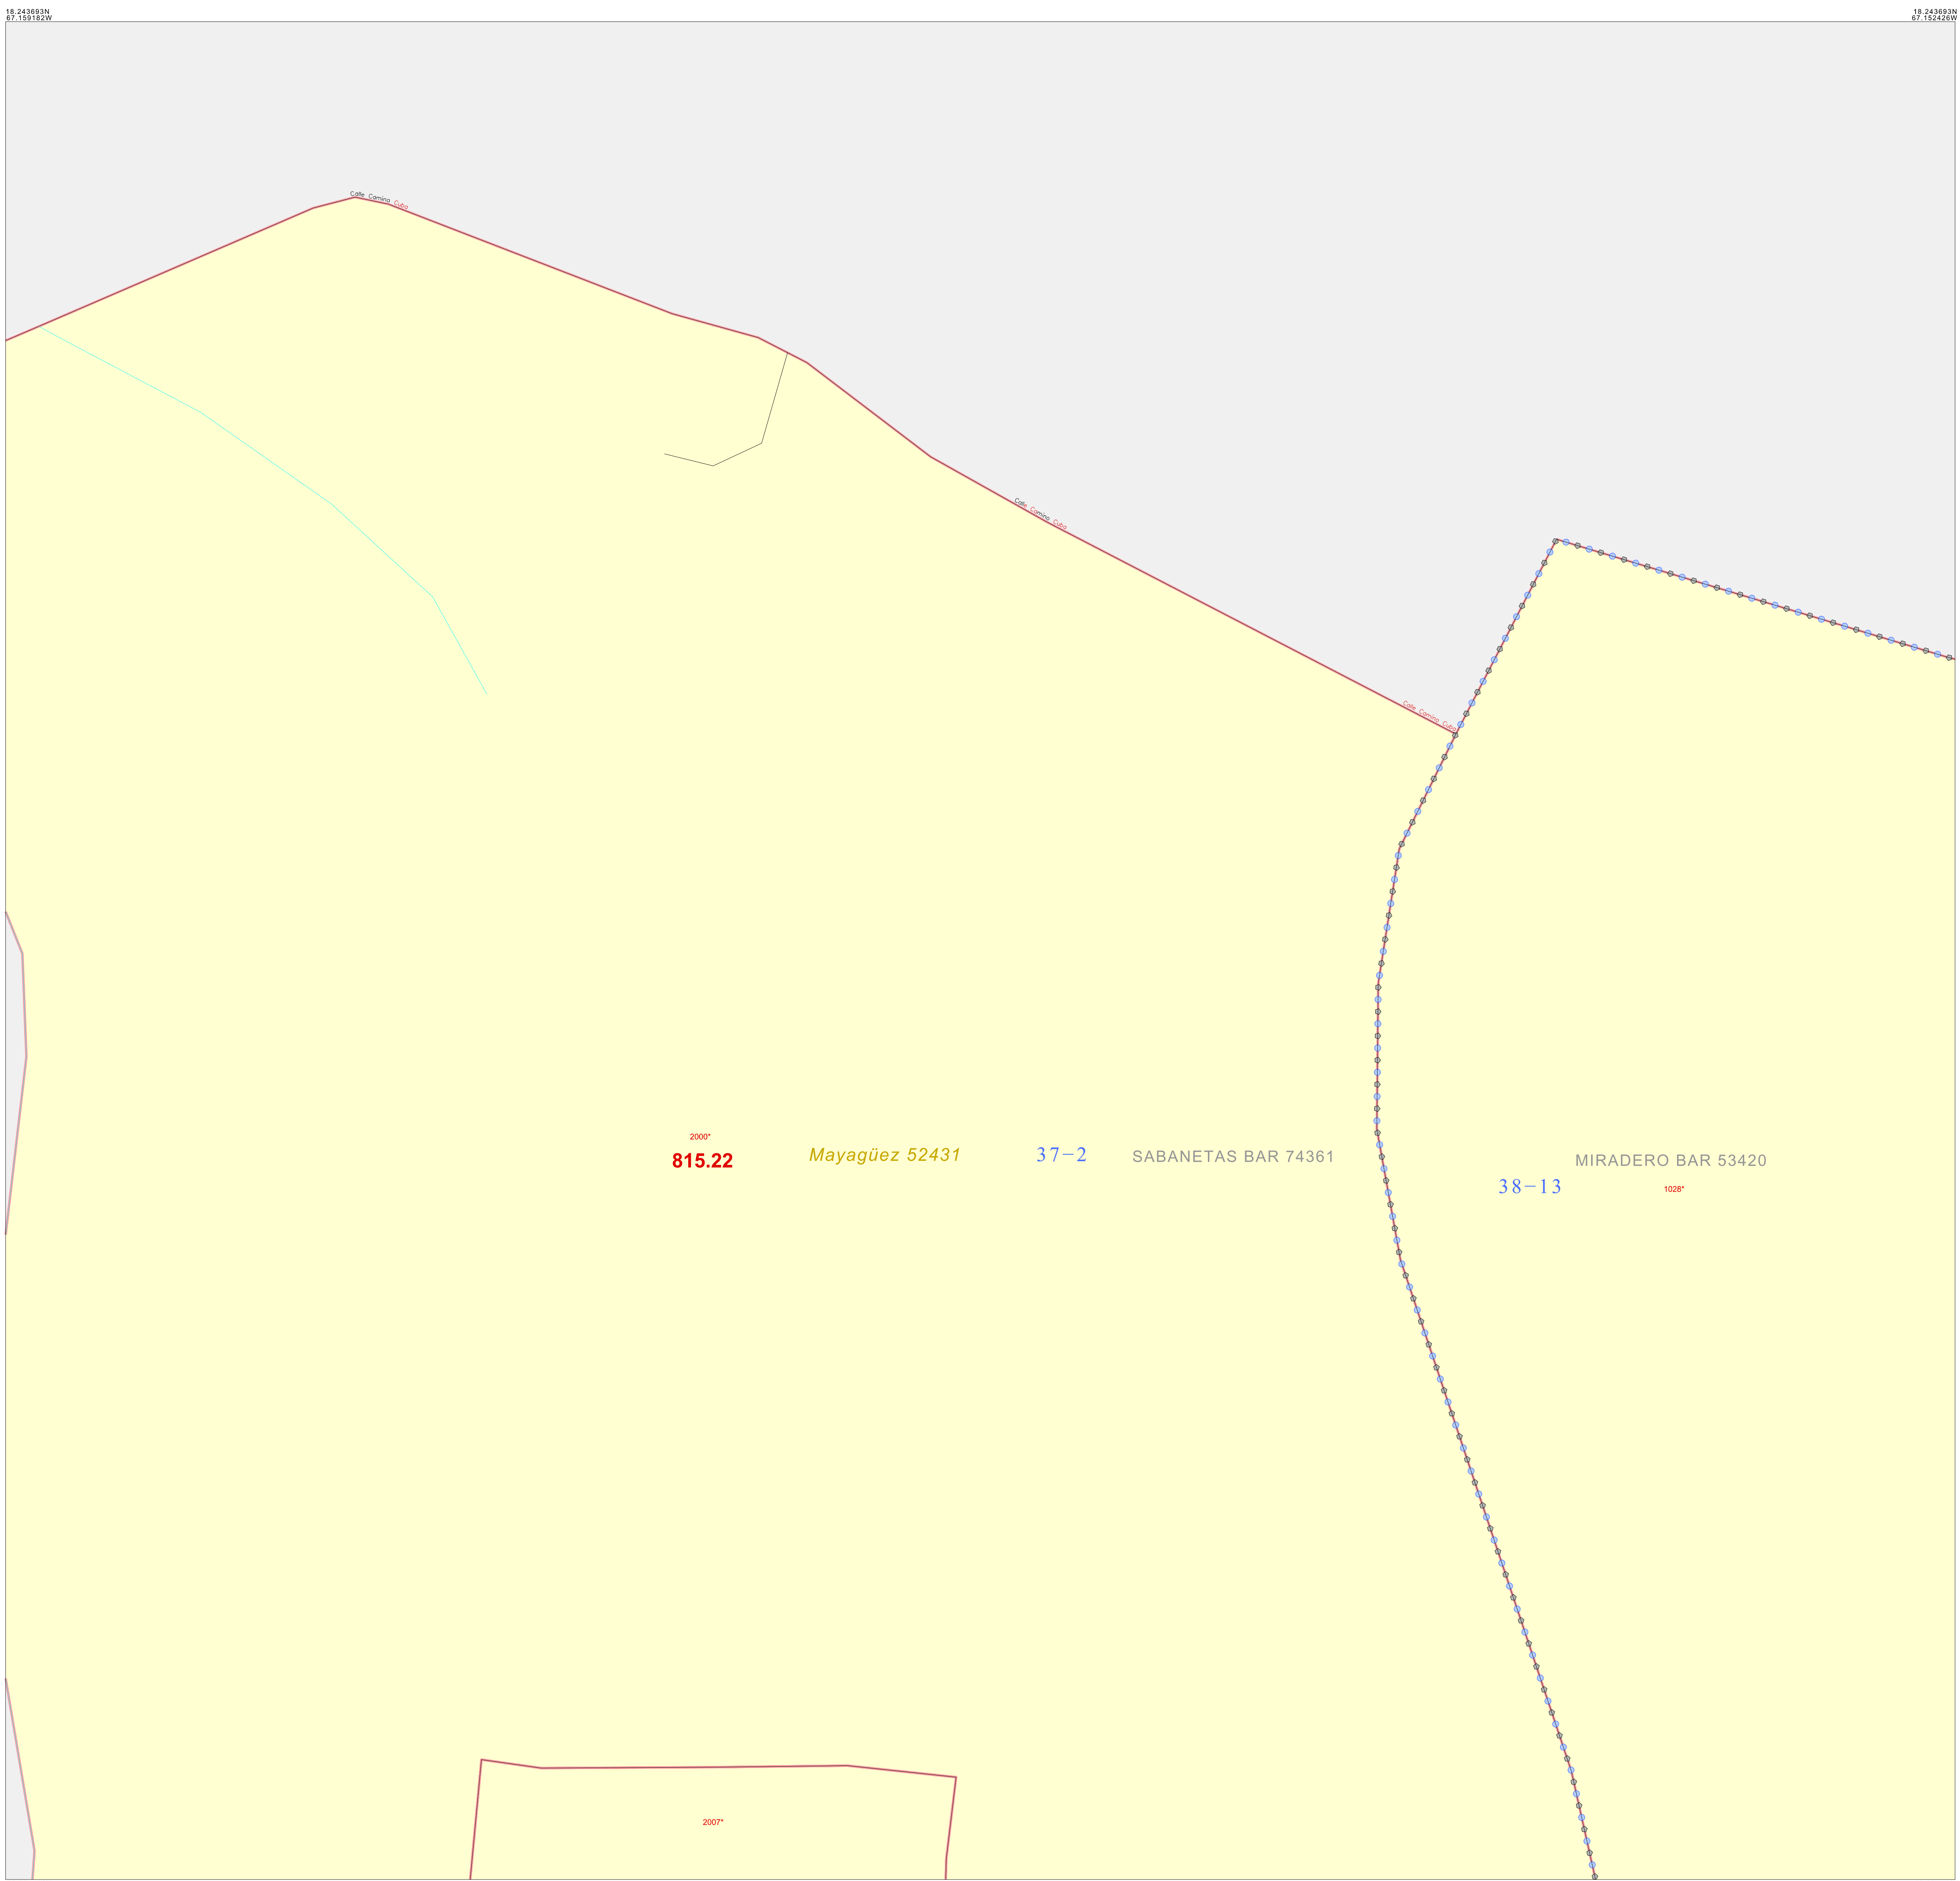 18.243693N
67.159182W
18.243693N
67.152426W
Calle Camino Cuba
Calle Camino Cuba
Calle Camino Cuba
2000*
815.22
Mayagüez 52431
37-2
SABANETAS BAR 74361
MIRADERO BAR 53420
38-13
1028*
2007*